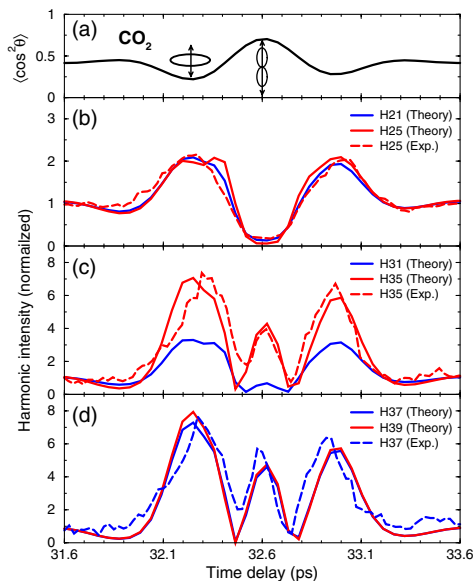 (a)
CO2
⟨cos²θ⟩
1
0.5
0
(b)
H21 (Theory)
H25 (Theory)
H25 (Exp.)
3
2
1
0
(c)
H31 (Theory)
H35 (Theory)
H35 (Exp.)
8
6
4
2
0
Harmonic intensity (normalized)
(d)
H37 (Theory)
H39 (Theory)
H37 (Exp.)
8
6
4
2
0
31.6 32.1 32.6 33.1 33.6
Time delay (ps)